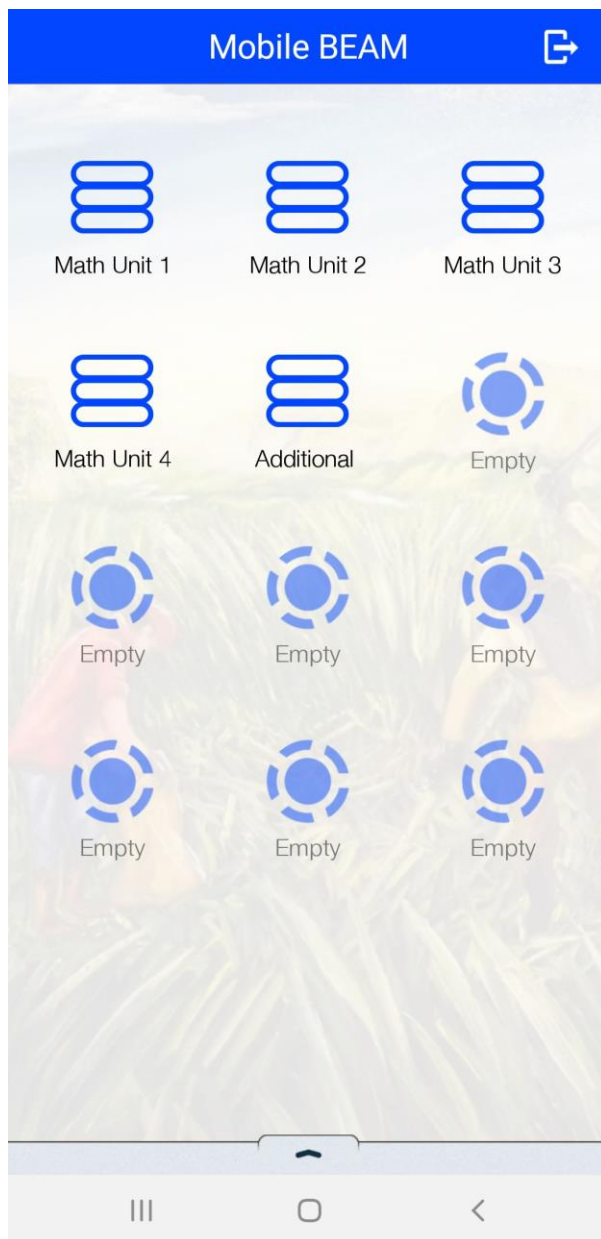 Mobile BEAM
Math Unit 1
Math Unit 2
Math Unit 3
Math Unit 4
Additional
Empty
Empty
Empty
Empty
Empty
Empty
Empty